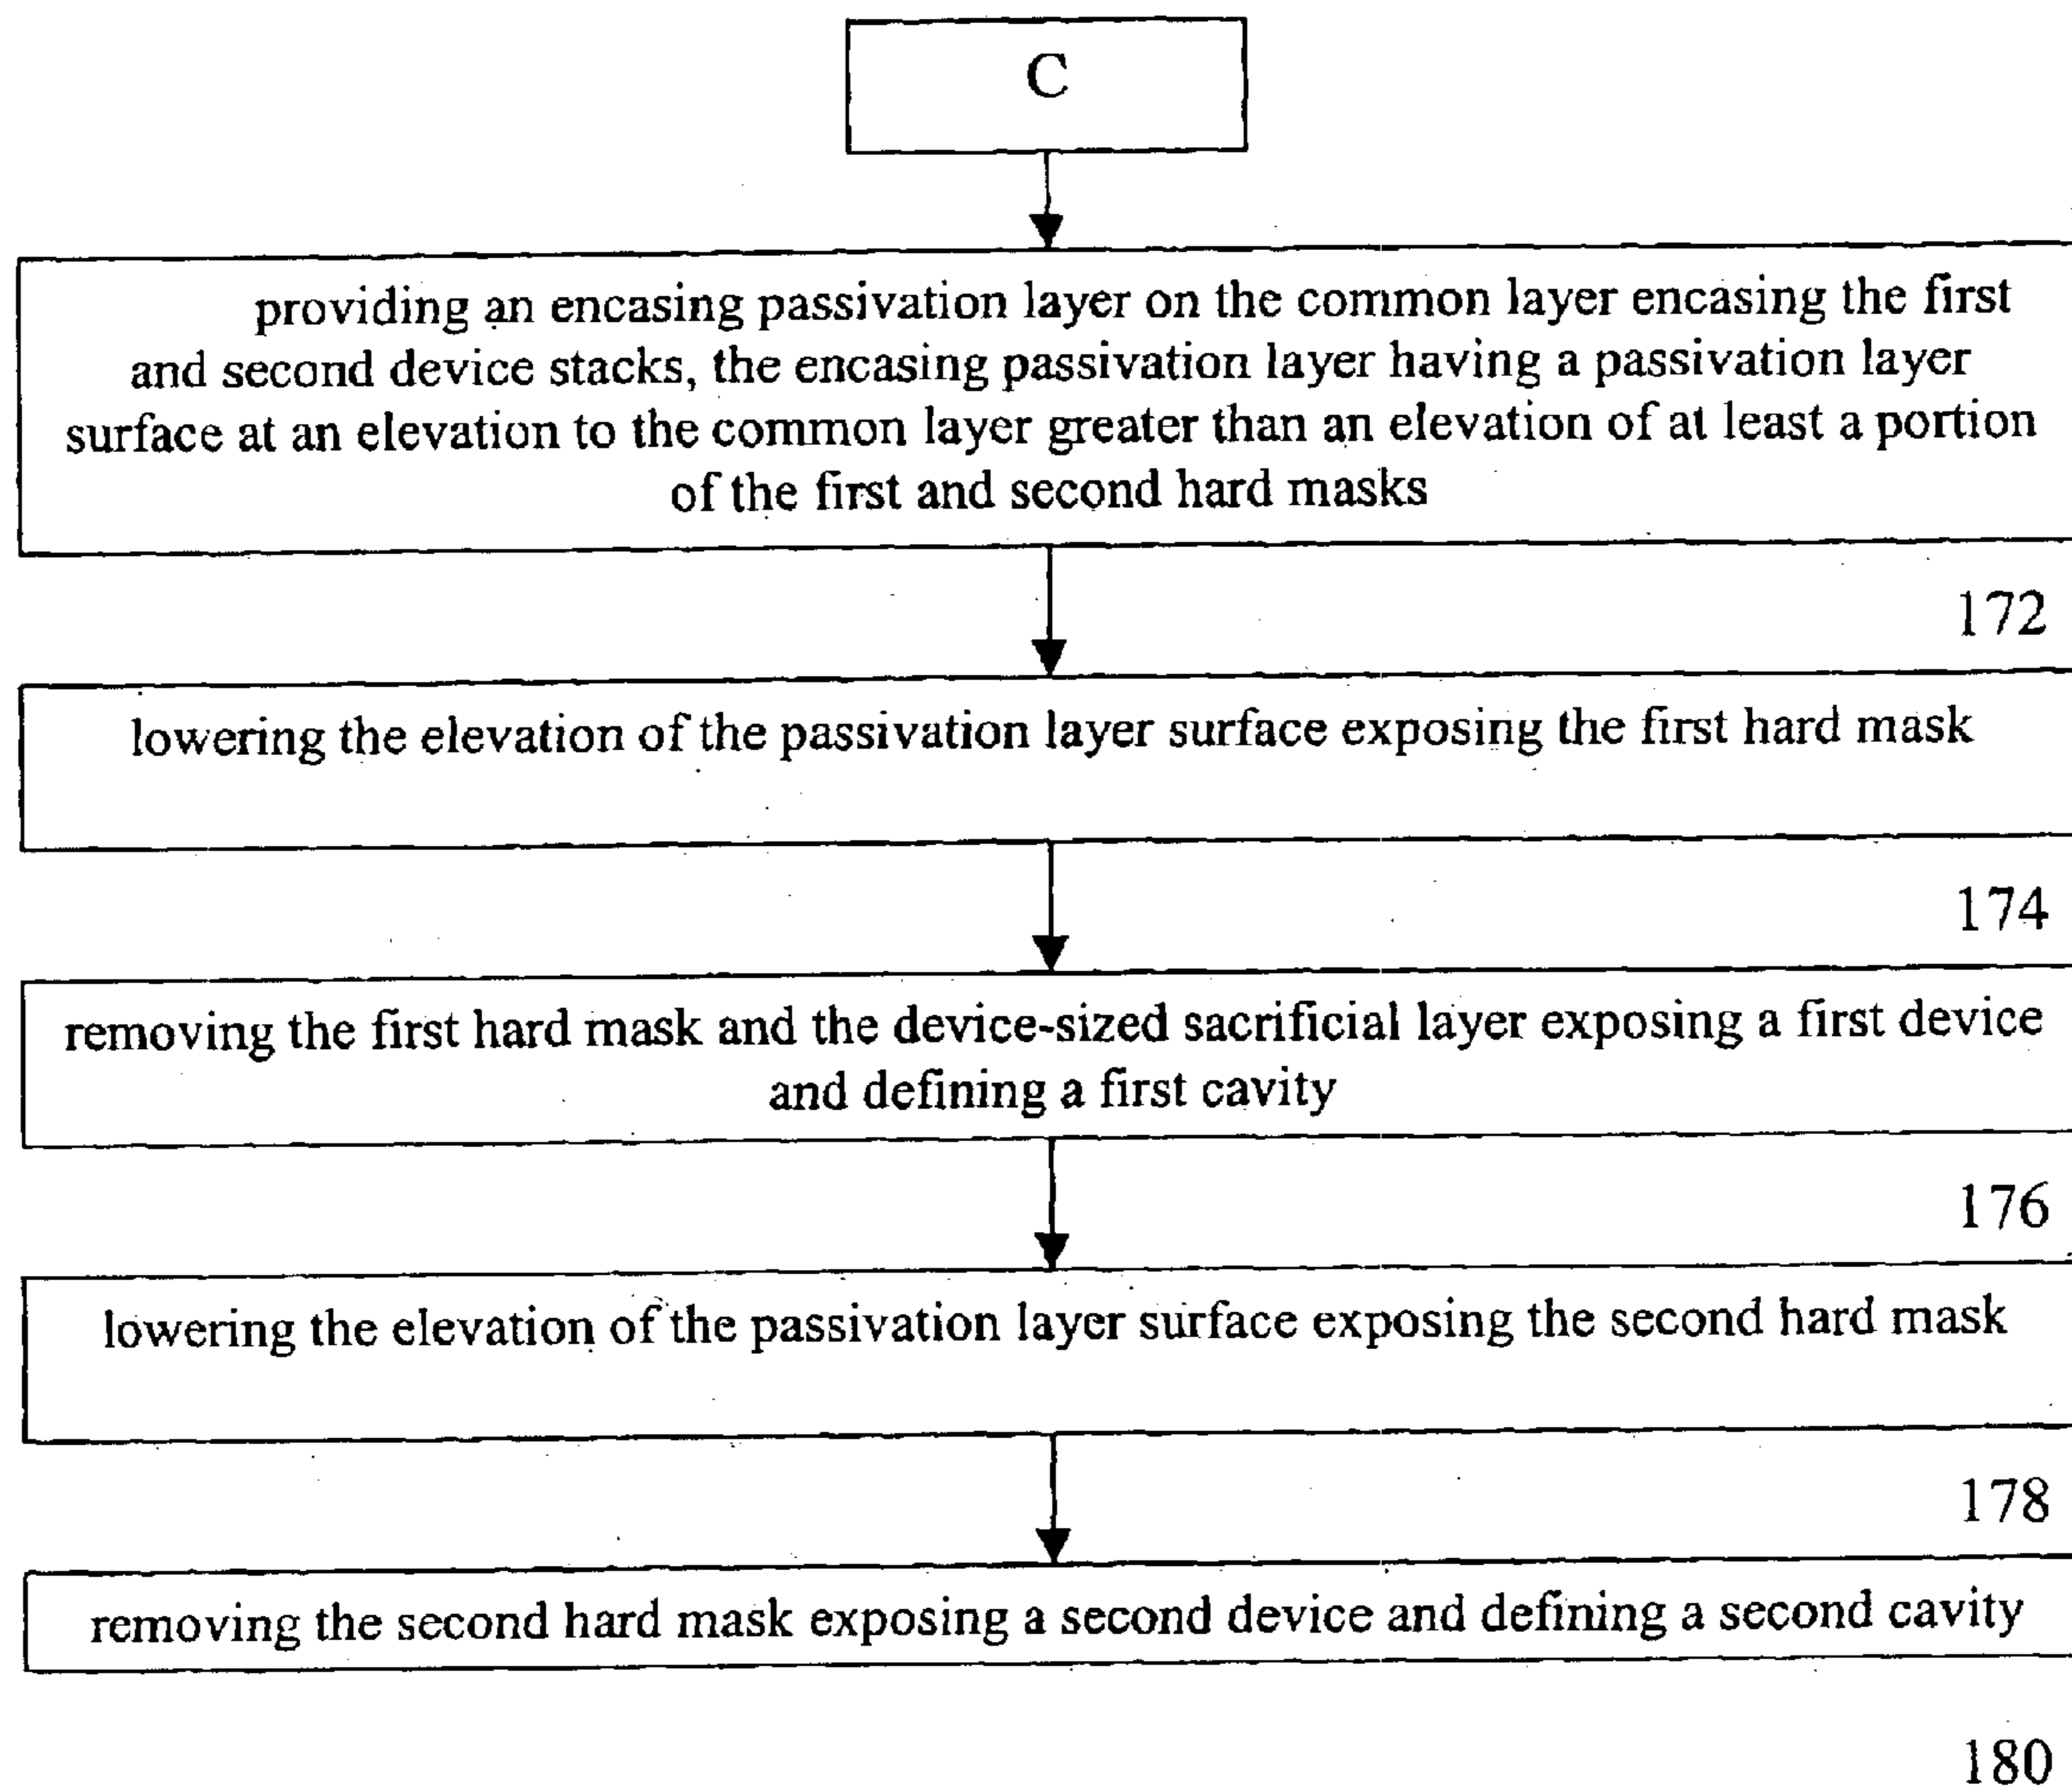 C
providing an encasing passivation layer on the common layer encasing the first
and second device stacks, the encasing passivation layer having a passivation layer
surface at an elevation to the common layer greater than an elevation of at least a portion
of the first and second hard masks
172
lowering the elevation of the passivation layer surface exposing the first hard mask
174
removing the first hard mask and the device-sized sacrificial layer exposing a first device
and defining a first cavity
176
lowering the elevation of the passivation layer surface exposing the second hard mask
178
removing the second hard mask exposing a second device and defining a second cavity
180